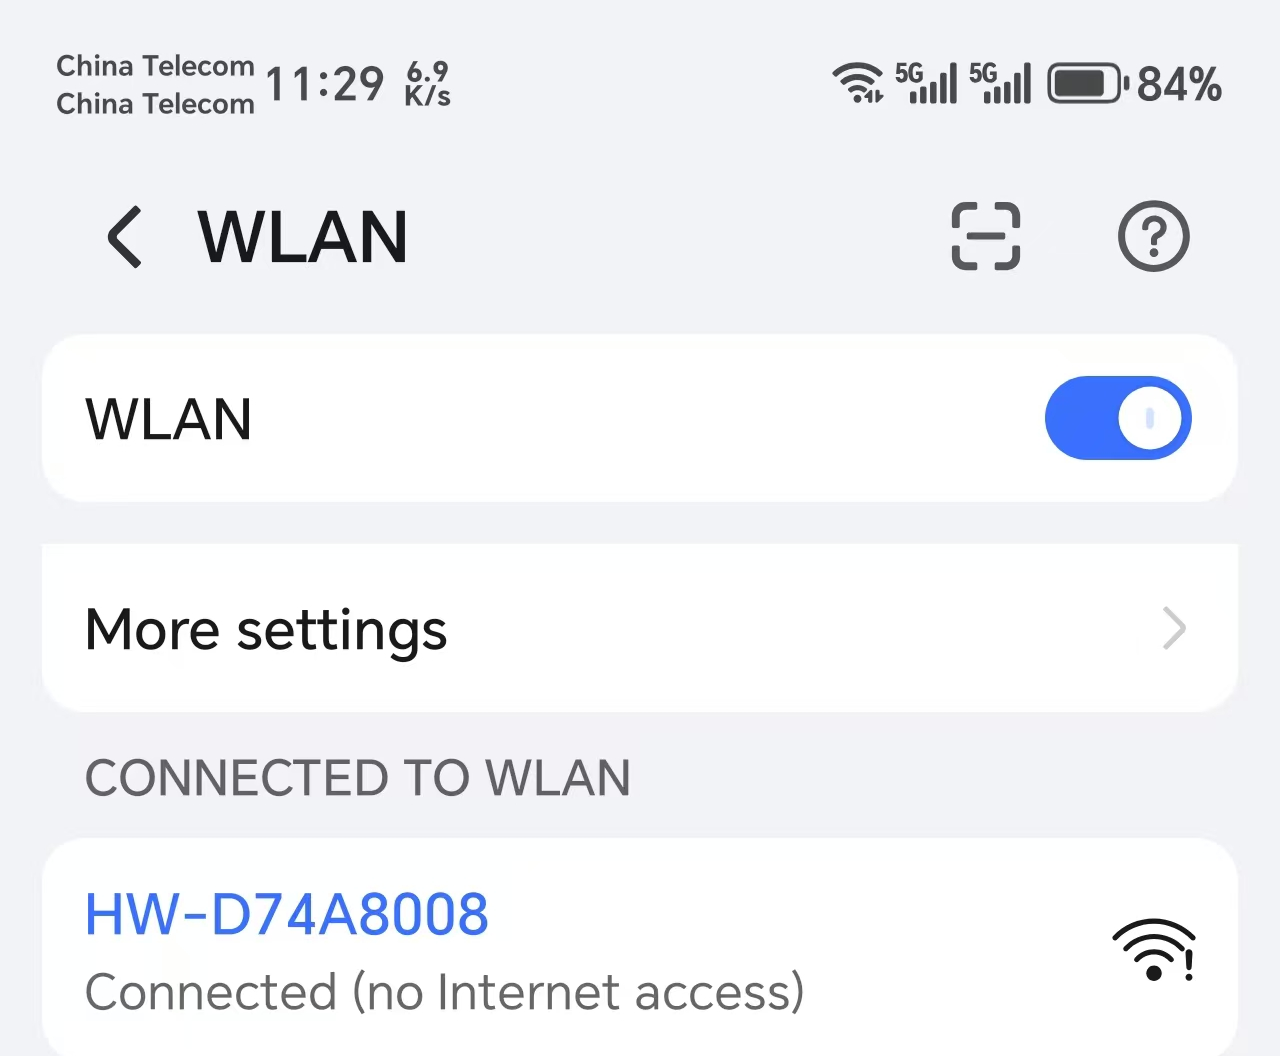 China Telecom
China Telecom
11:29
6.9
K/s
5G
5G
84%
WLAN
WLAN
More settings
CONNECTED TO WLAN
HW-D74A8008
Connected (no Internet access)